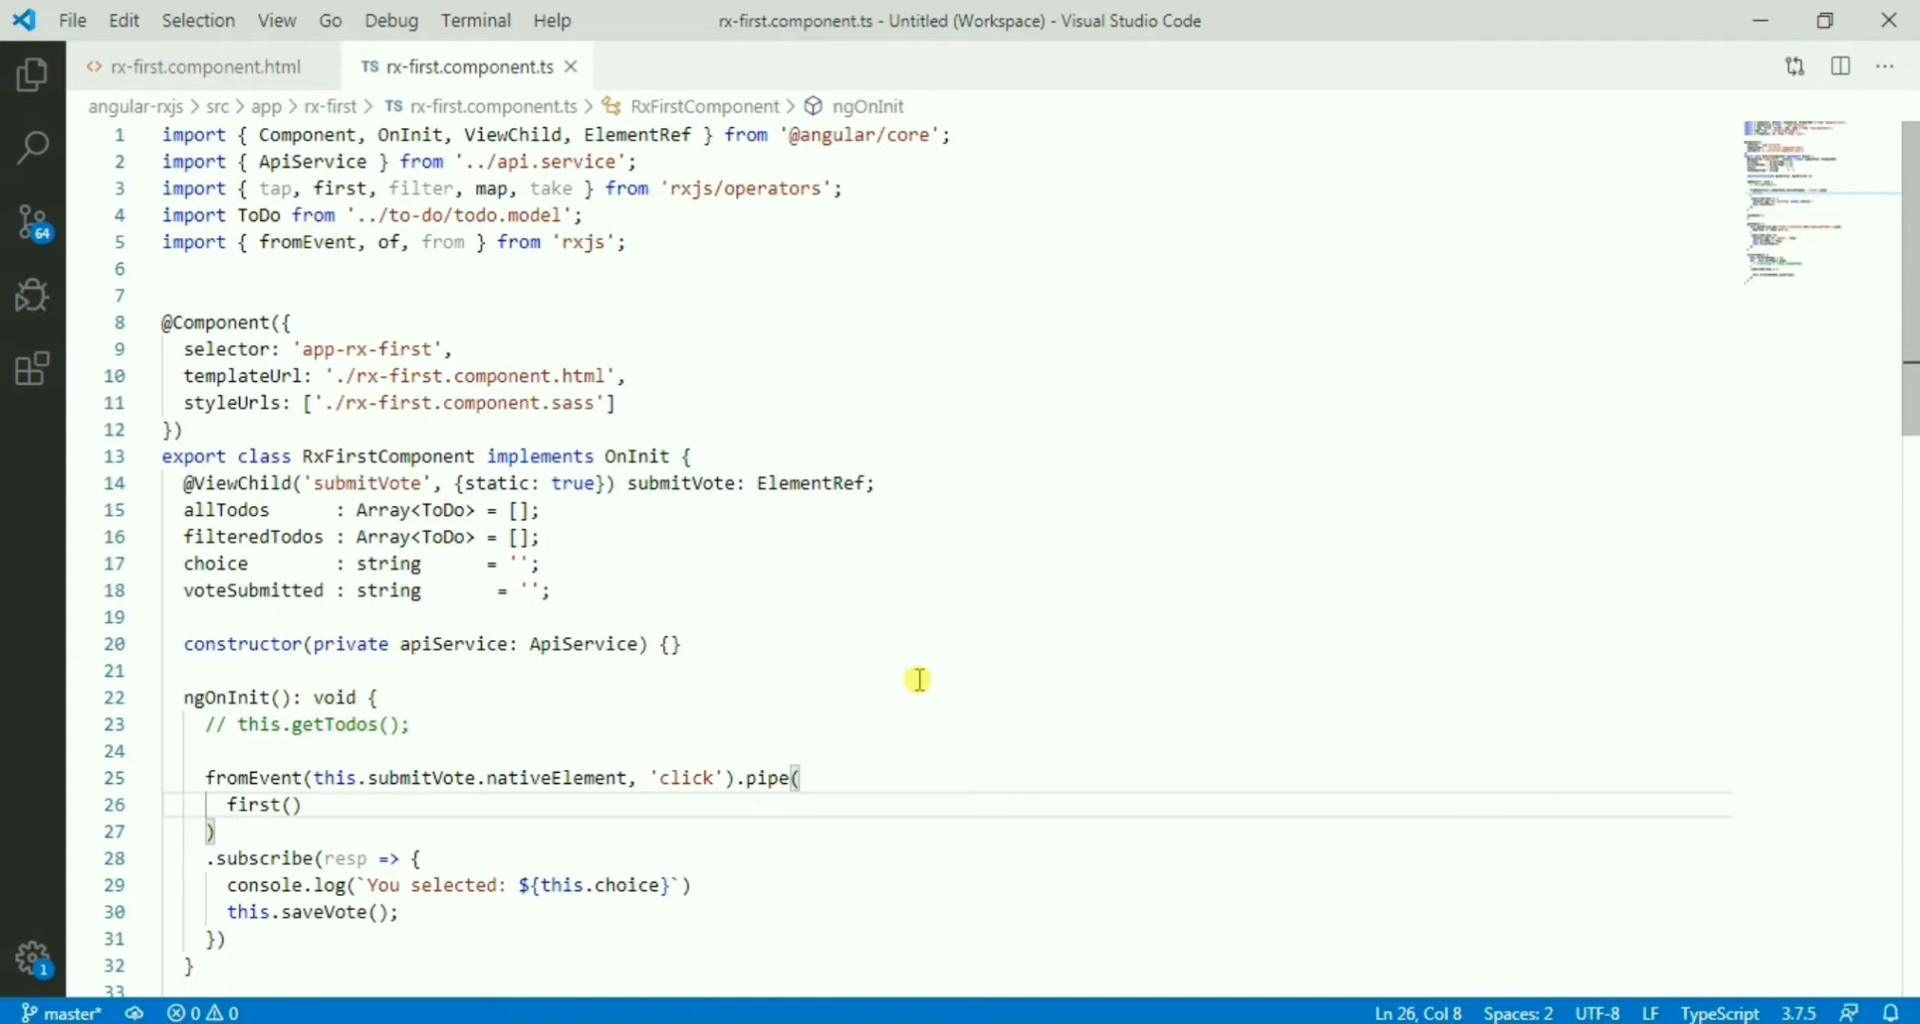 File Edit Selection View Go Debug Terminal Help rx-first.component.ts - Untitled (Workspace) - Visual Studio Code
rx-first.component.html TS rx-first.component.ts
angular-rxjs > src > app > rx-first > TS rx-first.component.ts > RxFirstComponent > ngOnInit
1 import { Component, OnInit, ViewChild, ElementRef } from '@angular/core';
2 import { ApiService } from '../api.service';
3 import { tap, first, filter, map, take } from 'rxjs/operators';
4 import ToDo from '../to-do/todo.model';
5 import { fromEvent, of, from } from 'rxjs';
6
7
8 @Component({
9 selector: 'app-rx-first',
10 templateUrl: './rx-first.component.html',
11 styleUrls: ['./rx-first.component.sass']
12 })
13 export class RxFirstComponent implements OnInit {
14 @ViewChild('submitVote', {static: true}) submitVote: ElementRef;
15 allTodos : Array<ToDo> = [];
16 filteredTodos : Array<ToDo> = [];
17 choice : string = '';
18 voteSubmitted : string = '';
19
20 constructor(private apiService: ApiService) {}
21
22 ngOnInit(): void {
23 // this.getTodos();
24
25 fromEvent(this.submitVote.nativeElement, 'click').pipe(
26 first()
27 )
28 .subscribe(resp => {
29 console.log(`You selected: ${this.choice}`)
30 this.saveVote();
31 })
32 }
33
64
1
master* 0 0 Ln 26, Col 8 Spaces: 2 UTF-8 LF TypeScript 3.7.5